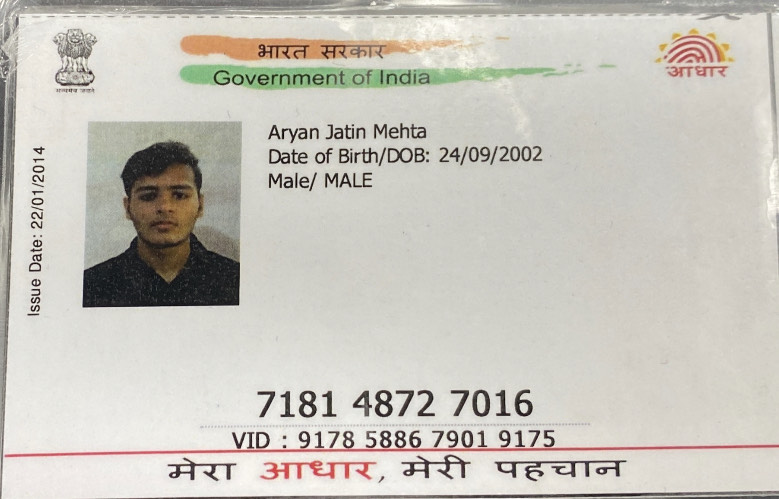 भारत सरकार
Government of India
सत्यमेव जयते
आधार
Issue Date: 22/01/2014
Aryan Jatin Mehta
Date of Birth/DOB: 24/09/2002
Male/ MALE
7181 4872 7016
VID : 9178 5886 7901 9175
मेरा आधार, मेरी पहचान